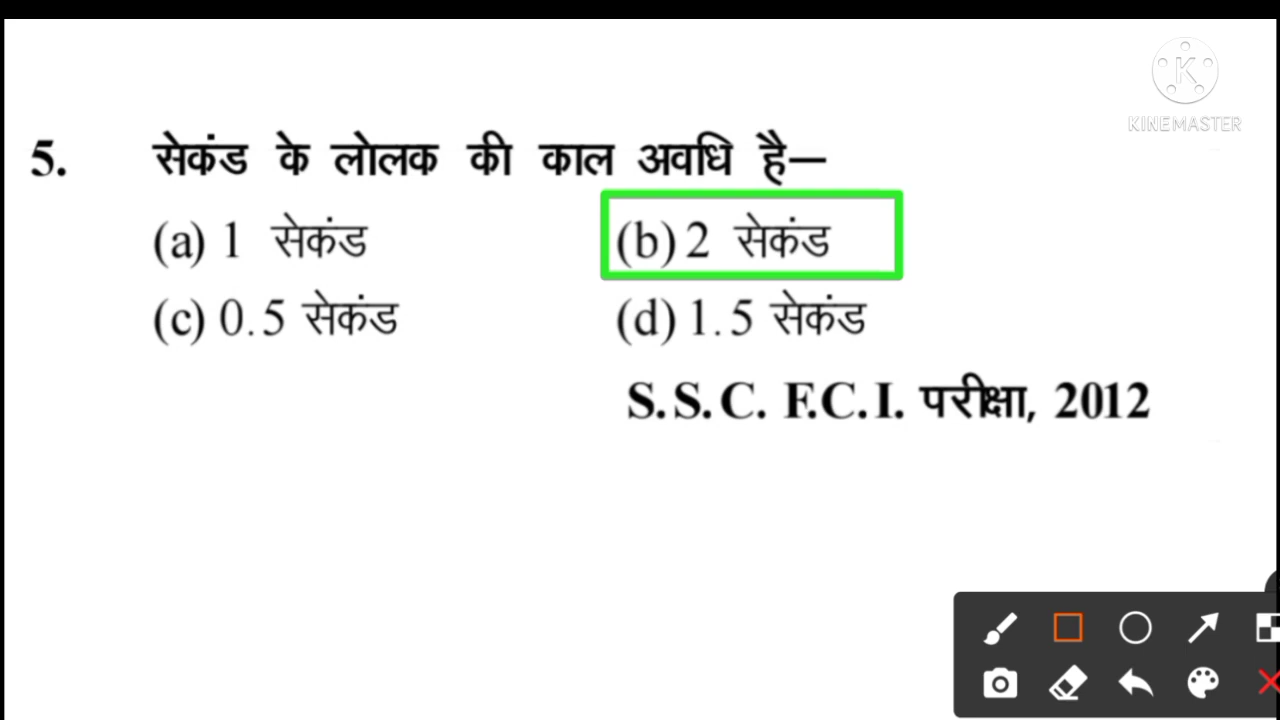 KINEMASTER
5. सेकंड के लोलक की काल अवधि है—
(a) 1 सेकंड (b) 2 सेकंड
(c) 0.5 सेकंड (d) 1.5 सेकंड
S.S.C. F.C.I. परीक्षा, 2012